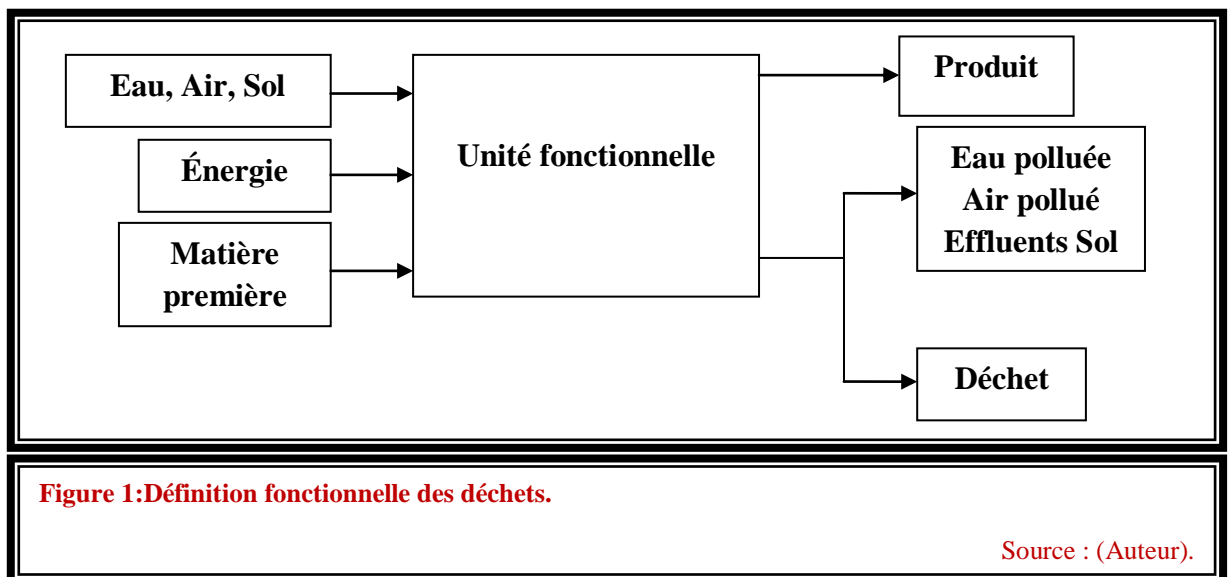 Eau, Air, Sol
Énergie
Matière
première
Unité fonctionnelle
Produit
Eau polluée
Air pollué
Effluents Sol
Déchet
Figure 1:Définition fonctionnelle des déchets.
Source : (Auteur).